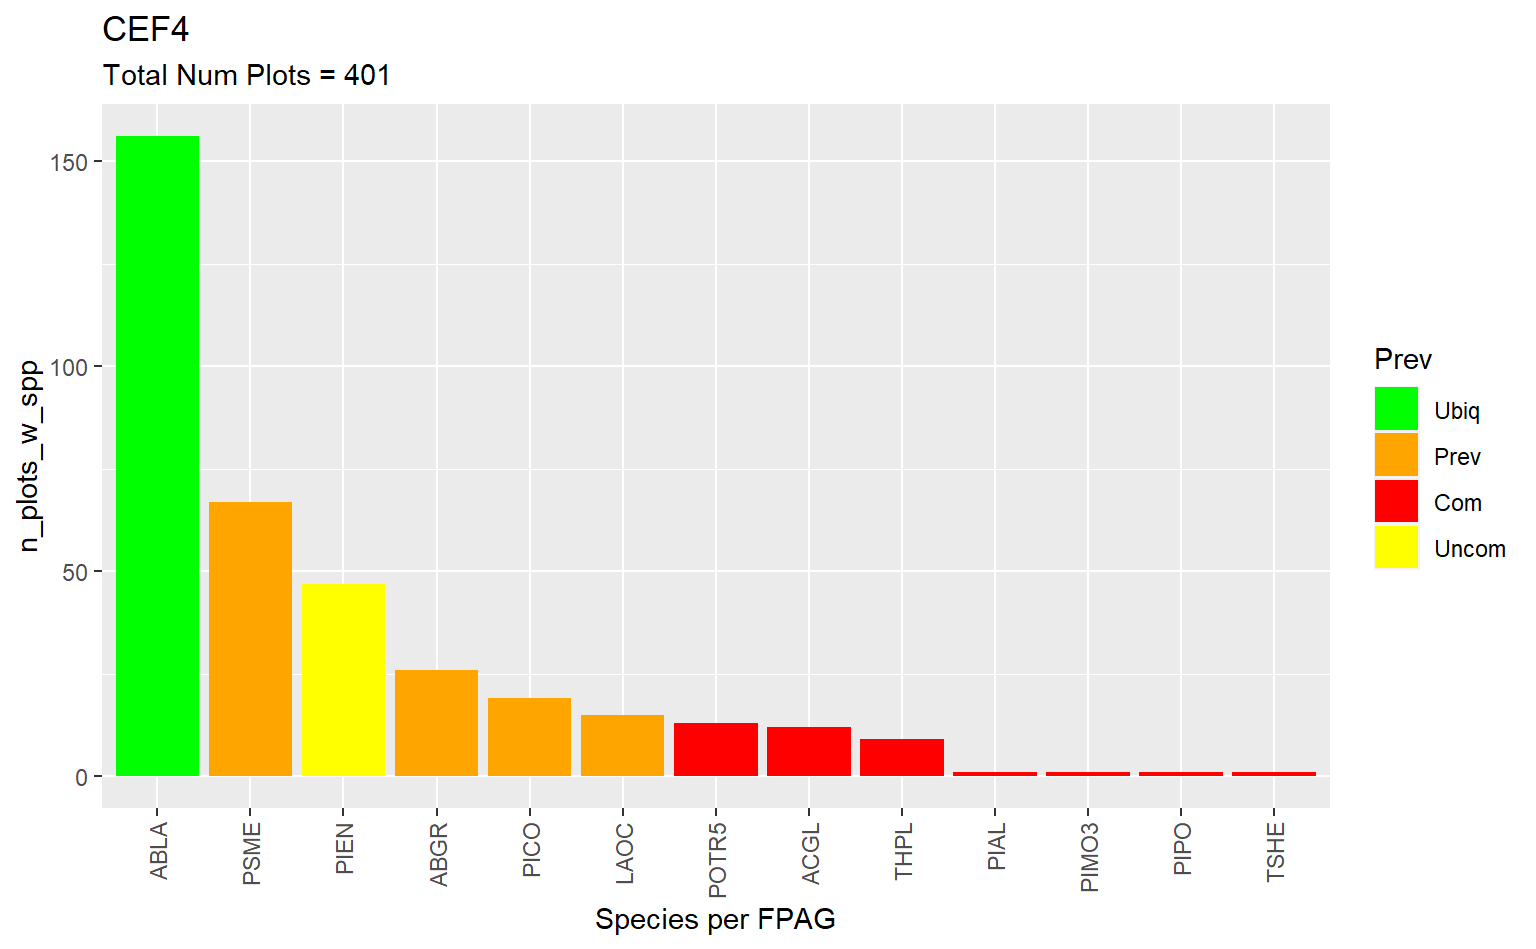 CEF4
Total Num Plots = 401
n_plots_w_spp
150
100
50
0
ABLA
PSME
PIEN
ABGR
PICO
LAOC
POTR5
ACGL
THPL
PIAL
PIMO3
PIPO
TSHE
Species per FPAG
Prev
Ubiq
Prev
Com
Uncom